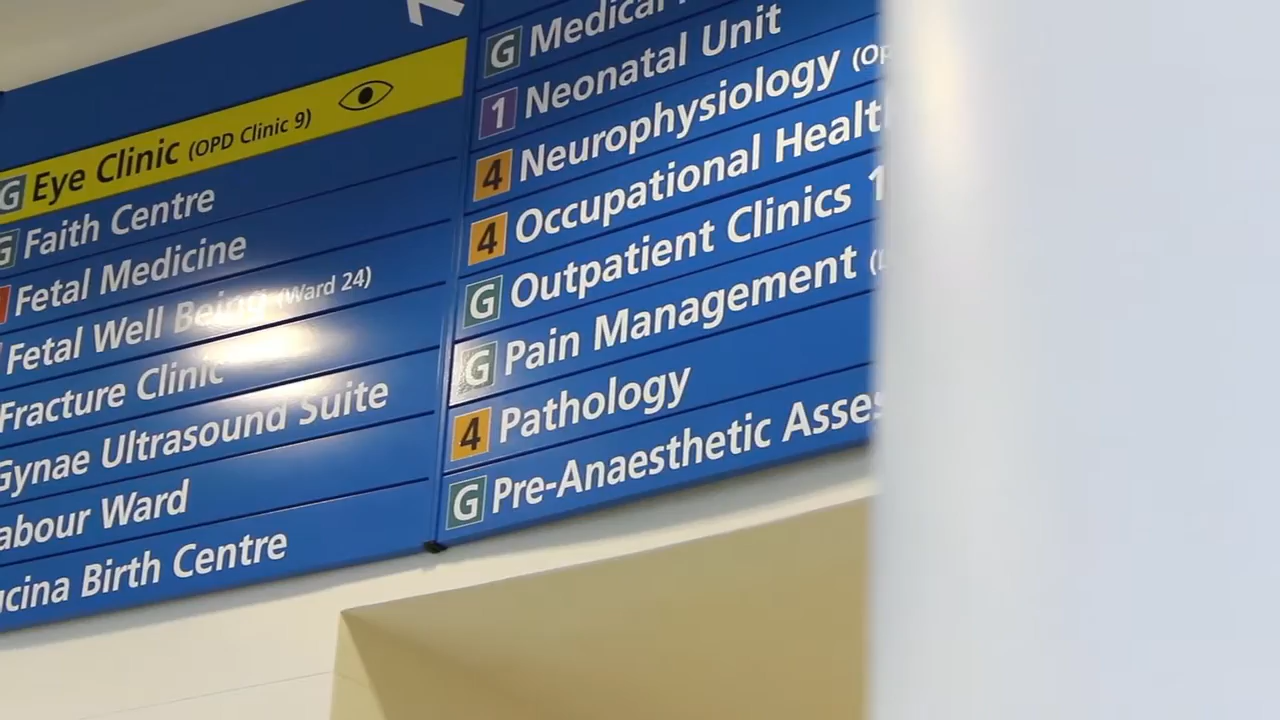 G Eye Clinic (OPD Clinic 9)
G Faith Centre
Fetal Medicine
Fetal Well Being (Ward 24)
Fracture Clinic
Gynae Ultrasound Suite
Ward
Birth Centre
G Medical
1 Neonatal Unit
4 Neurophysiology
4 Occupational Healt
G Outpatient Clinics 1
G Pain Management
4 Pathology
G Pre-Anaesthetic Asses